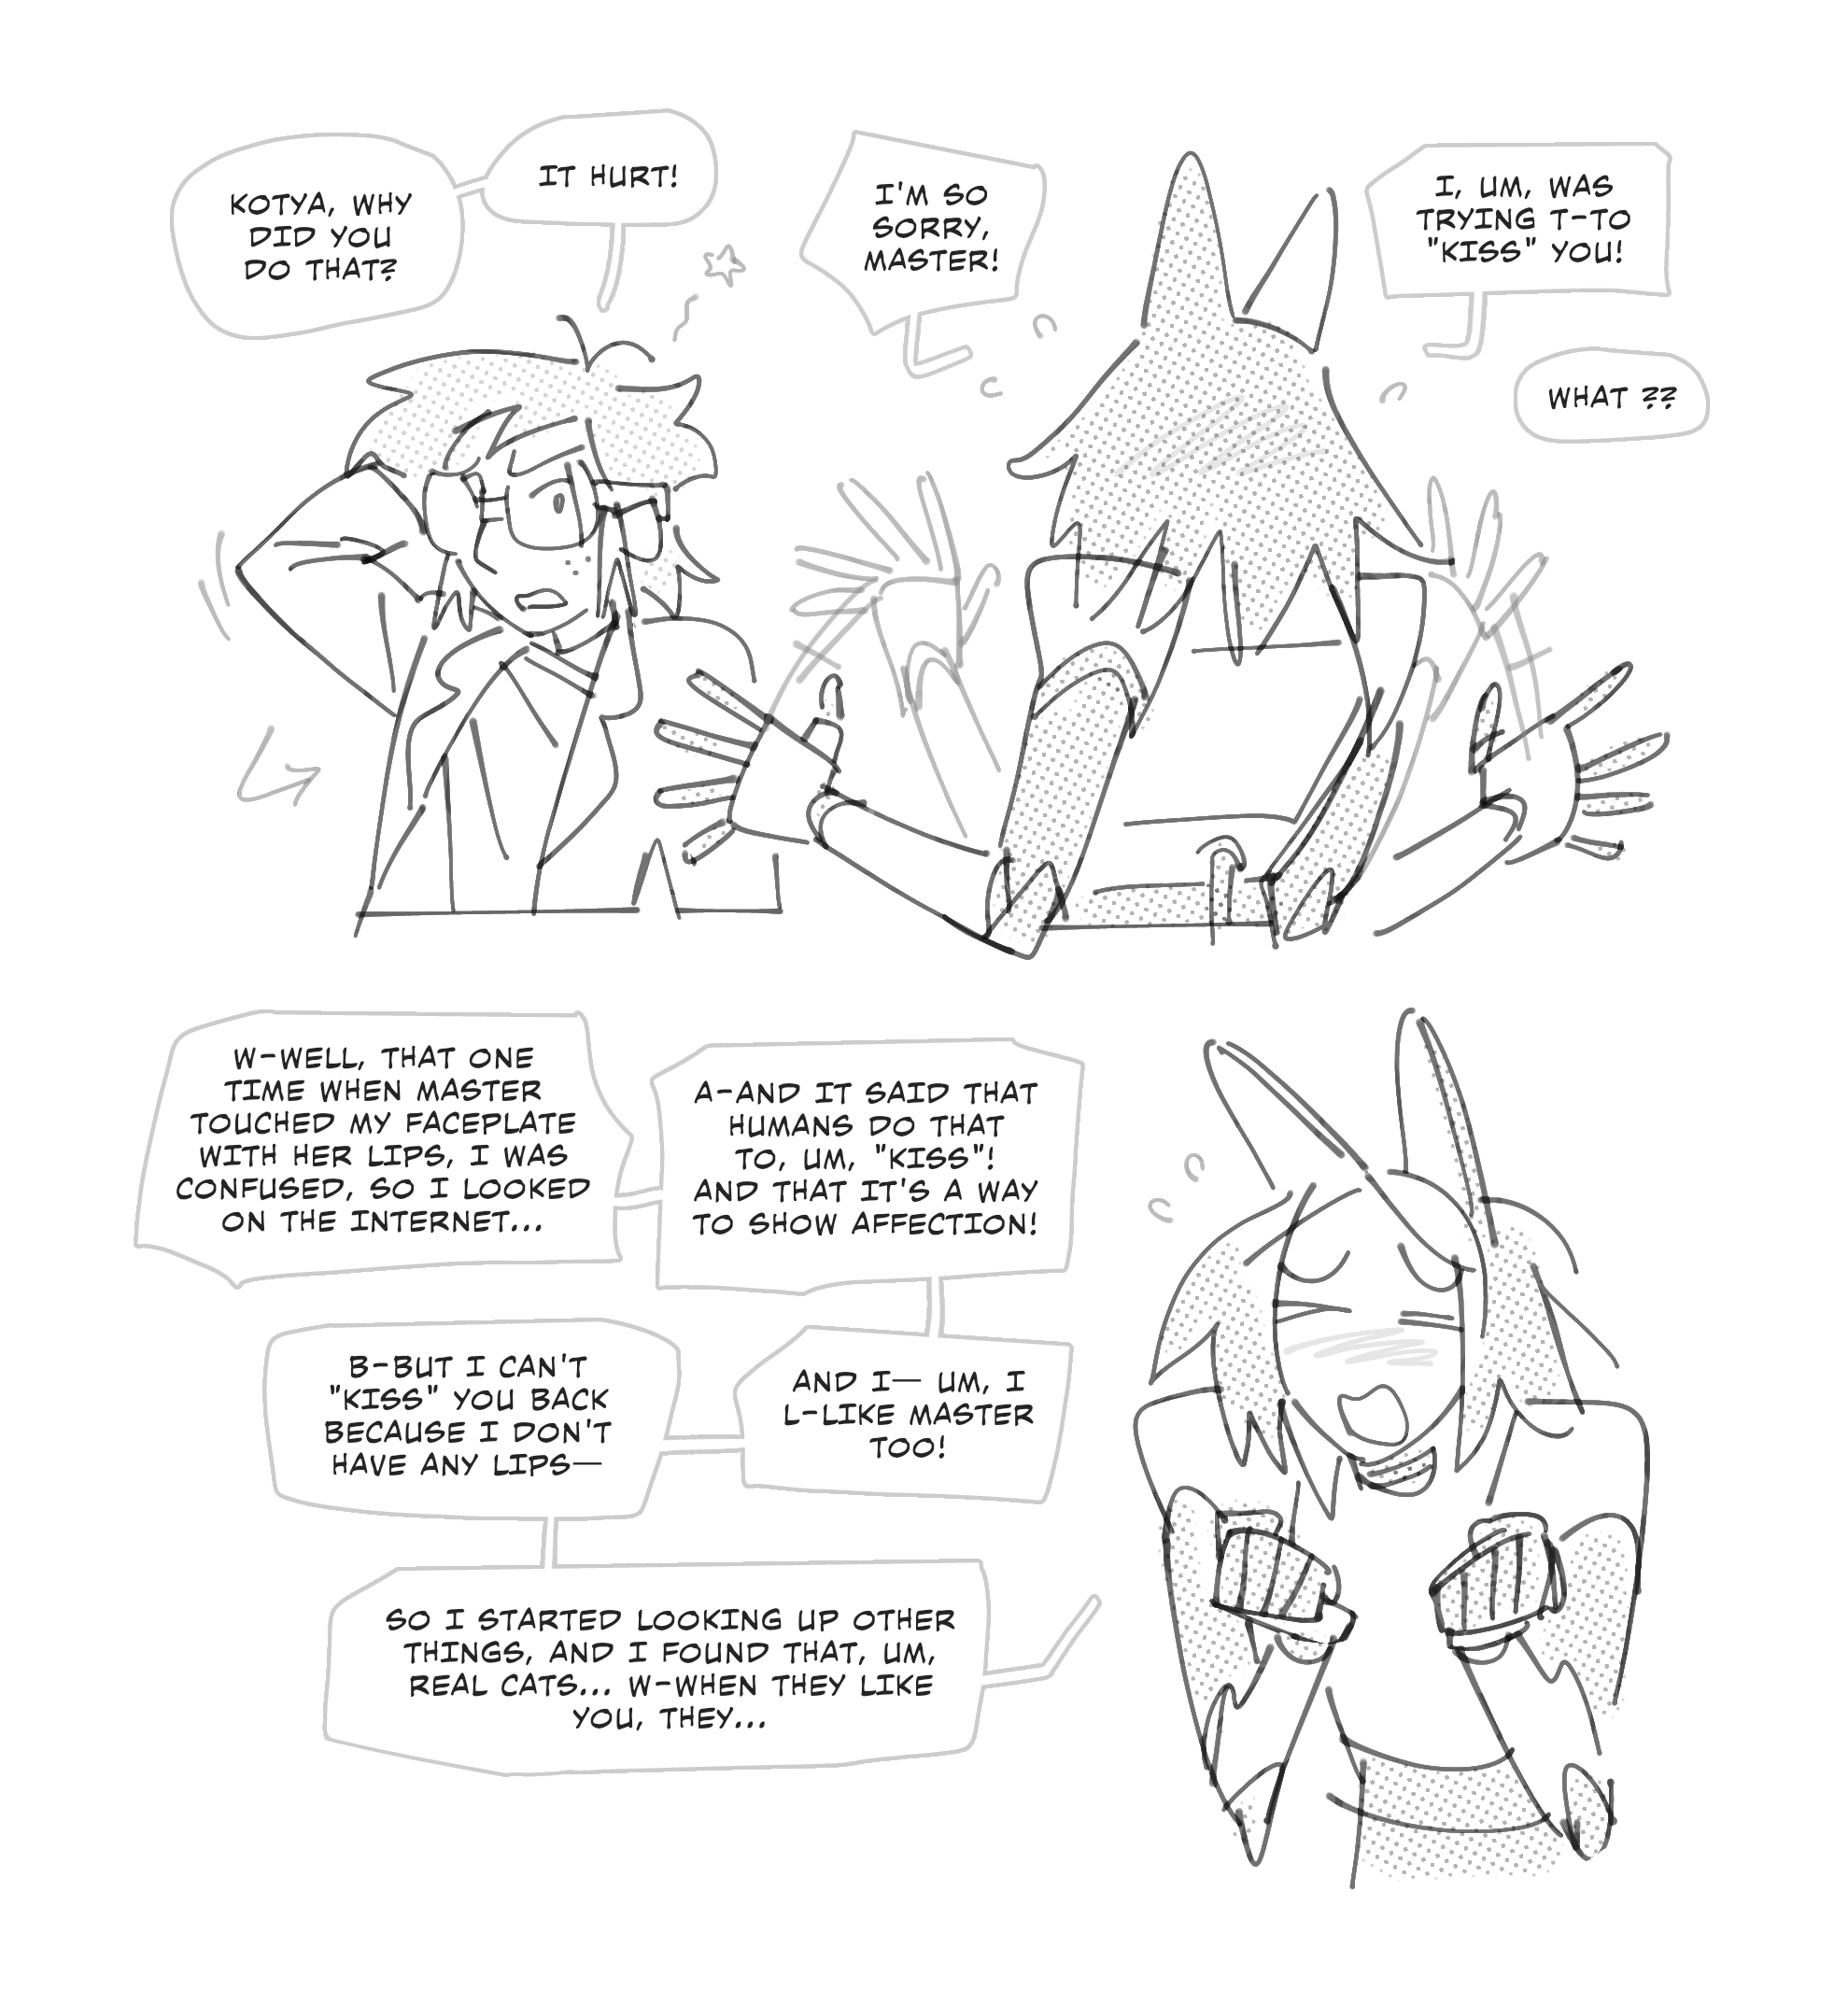 KOTYA, WHY
DID YOU
DO THAT?
IT HURT!
I'M SO
SORRY,
MASTER!
I, UM, WAS
TRYING T-TO
"KISS" YOU!
WHAT ??
W-WELL, THAT ONE
TIME WHEN MASTER
TOUCHED MY FACEPLATE
WITH HER LIPS, I WAS
CONFUSED, SO I LOOKED
ON THE INTERNET...
A-AND IT SAID THAT
HUMANS DO THAT
TO, UM, "KISS"!
AND THAT IT'S A WAY
TO SHOW AFFECTION!
AND I— UM, I
L-LIKE MASTER
TOO!
B-BUT I CAN'T
"KISS" YOU BACK
BECAUSE I DON'T
HAVE ANY LIPS—
SO I STARTED LOOKING UP OTHER
THINGS, AND I FOUND THAT, UM,
REAL CATS... W-WHEN THEY LIKE
YOU, THEY...